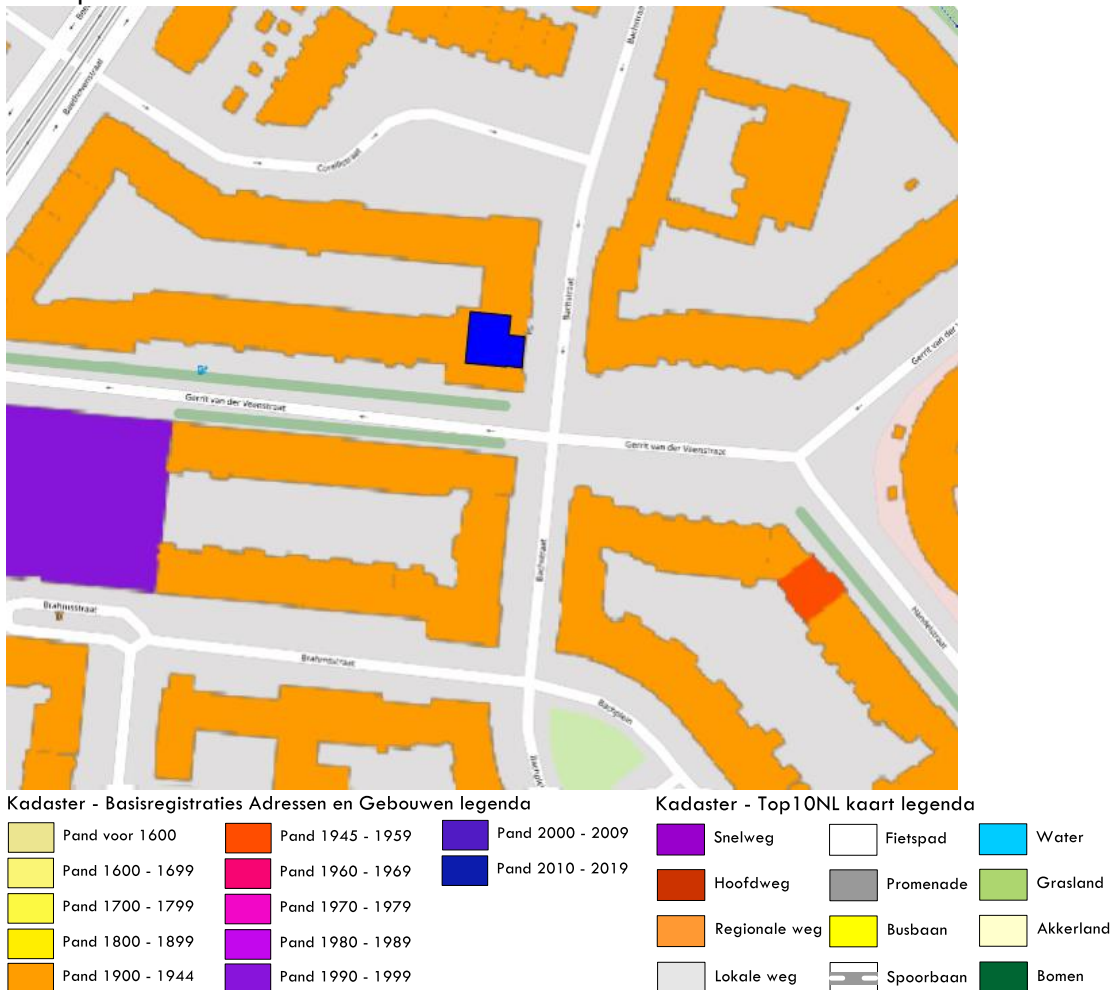 Beethovenstraat
Corellistraat
Bachstraat
Bachstraat
Gerrit van der Veenstraat
Gerrit van der Veenstraat
Gerrit van der V
Bachstraat
Händelstraat
Brahmsstraat
Brahmsstraat
Bachplein
Kadaster - Basisregistraties Adressen en Gebouwen legenda
Pand voor 1600
Pand 1600 - 1699
Pand 1700 - 1799
Pand 1800 - 1899
Pand 1900 - 1944
Pand 1945 - 1959
Pand 1960 - 1969
Pand 1970 - 1979
Pand 1980 - 1989
Pand 1990 - 1999
Pand 2000 - 2009
Pand 2010 - 2019
Kadaster - Top10NL kaart legenda
Snelweg
Hoofdweg
Regionale weg
Lokale weg
Fietspad
Promenade
Busbaan
Spoorbaan
Water
Grasland
Akkerland
Bomen